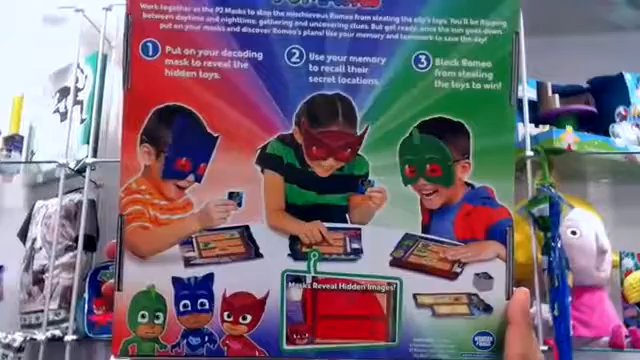 Work together as the PJ Masks to stop the mischievous Romeo from stealing the city's toys. You'll be flipping
between daytime and nighttime, gathering and uncovering clues. But get ready, once the sun goes down,
put on your masks and discover Romeo's plans! Use your memory and teamwork to save the day!
1 Put on your decoding
mask to reveal the
hidden toys.
2 Use your memory
to recall their
secret locations.
3 Block Romeo
from stealing
the toys to win!
Masks Reveal Hidden Images!
WONDER FORGE